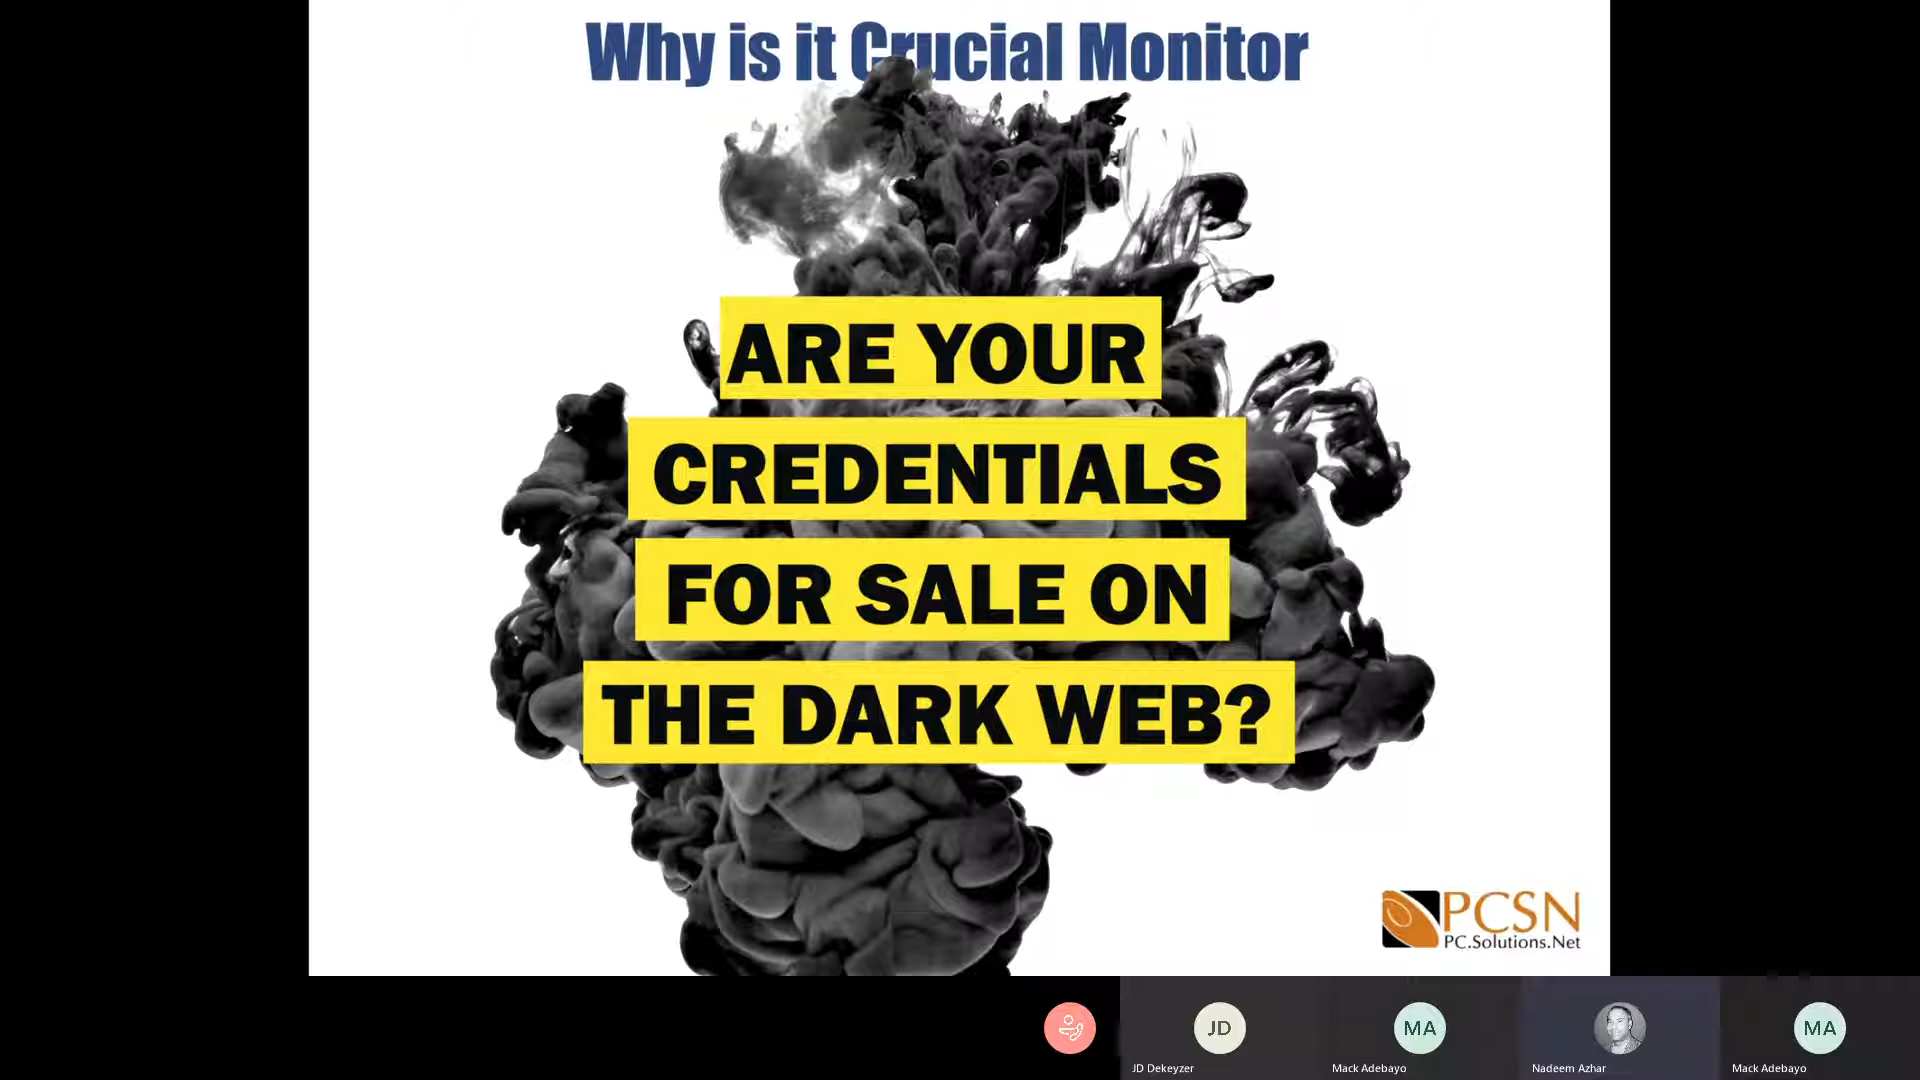 Why is it Crucial Monitor
ARE YOUR
CREDENTIALS
FOR SALE ON
THE DARK WEB?
PCSN
PC.Solutions.Net
JD
MA
MA
JD Dekeyzer
Mack Adebayo
Nadeem Azhar
Mack Adebayo